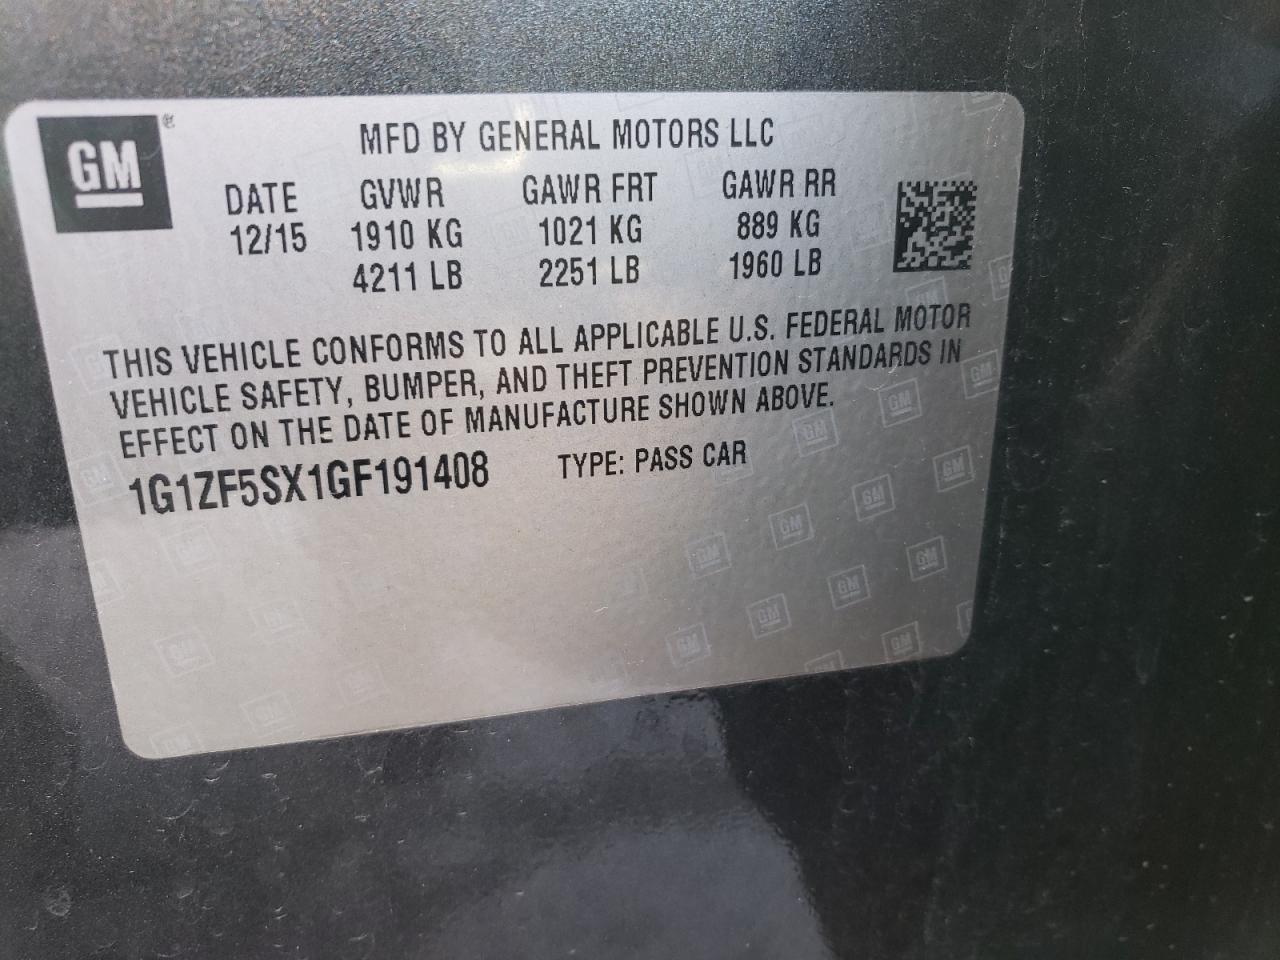 GM ®
MFD BY GENERAL MOTORS LLC
DATE GVWR GAWR FRT GAWR RR
12/15 1910 KG 1021 KG 889 KG
4211 LB 2251 LB 1960 LB
THIS VEHICLE CONFORMS TO ALL APPLICABLE U.S. FEDERAL MOTOR
VEHICLE SAFETY, BUMPER, AND THEFT PREVENTION STANDARDS IN
EFFECT ON THE DATE OF MANUFACTURE SHOWN ABOVE.
1G1ZF5SX1GF191408 TYPE: PASS CAR